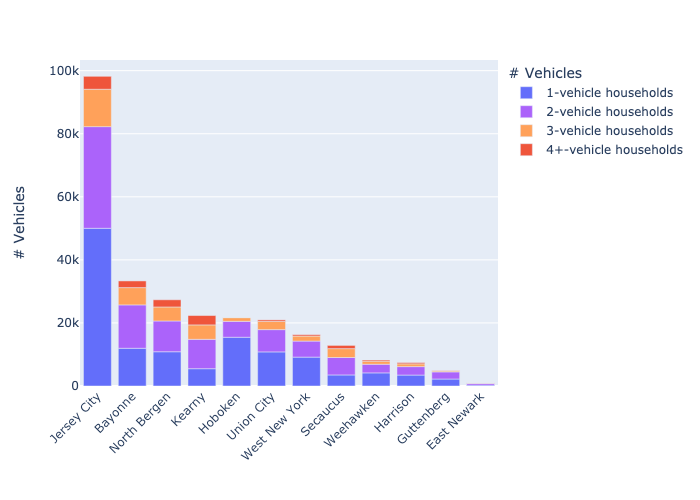 # Vehicles
1-vehicle households
2-vehicle households
3-vehicle households
4+-vehicle households
# Vehicles
100k
80k
60k
40k
20k
0
Jersey City
Bayonne
North Bergen
Kearny
Hoboken
Union City
West New York
Secaucus
Weehawken
Harrison
Guttenberg
East Newark